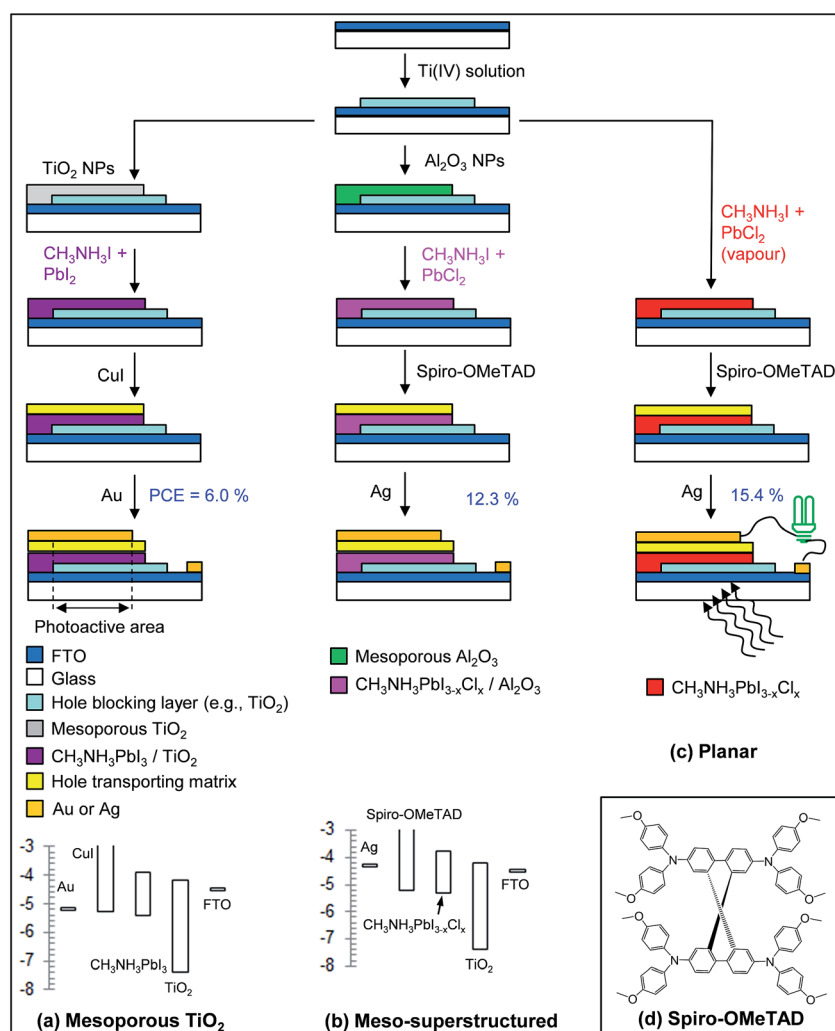 Ti(IV) solution
TiO₂ NPs
Al₂O₃ NPs
CH₃NH₃I +
PbI₂
CH₃NH₃I +
PbCl₂
CH₃NH₃I +
PbCl₂
(vapour)
CuI
Spiro-OMeTAD
Spiro-OMeTAD
Au
PCE = 6.0 %
Ag
12.3 %
Ag
15.4 %
Photoactive area
FTO
Glass
Hole blocking layer (e.g., TiO₂)
Mesoporous TiO₂
CH₃NH₃PbI₃ / TiO₂
Hole transporting matrix
Au or Ag
Mesoporous Al₂O₃
CH₃NH₃PbI₃₋ₓClₓ / Al₂O₃
CH₃NH₃PbI₃₋ₓClₓ
(c) Planar
-3
-4
-5
-6
-7
-8
Au
CuI
CH₃NH₃PbI₃
TiO₂
FTO
(a) Mesoporous TiO₂
-3
-4
-5
-6
-7
-8
Ag
Spiro-OMeTAD
CH₃NH₃PbI₃₋ₓClₓ
TiO₂
FTO
(b) Meso-superstructured
O
O
O
O
N
N
O
O
O
O
N
N
(d) Spiro-OMeTAD